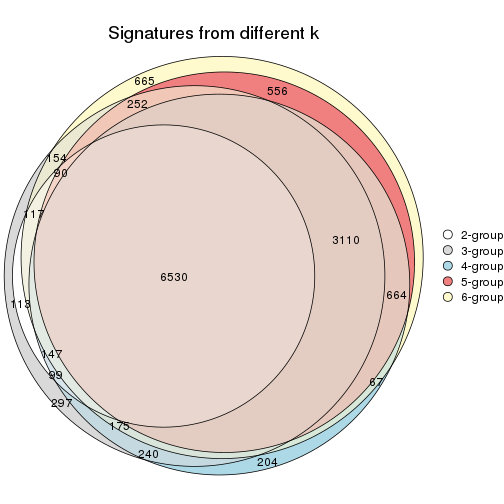 Signatures from different k
665
556
252
154
90
117
3110
6530
664
113
147
99
67
297
175
240
204
2-group
3-group
4-group
5-group
6-group